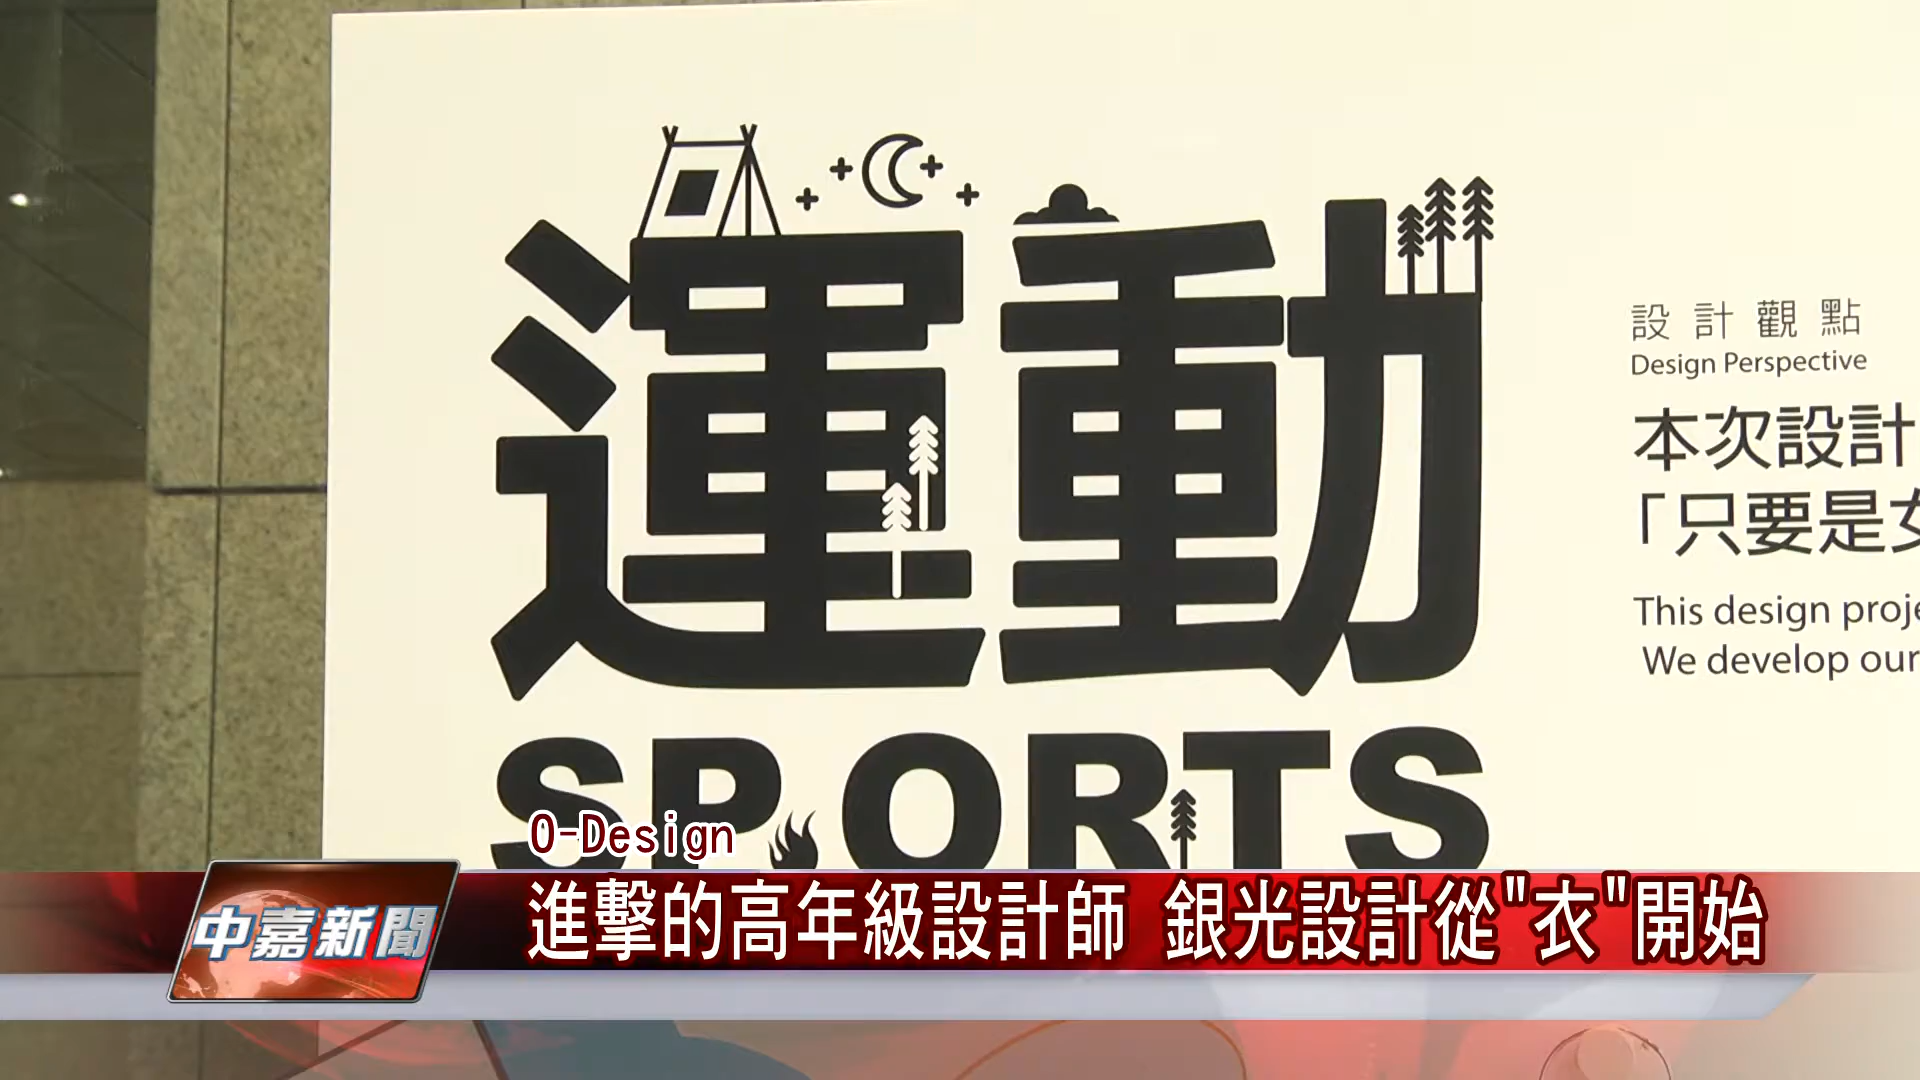 運動
SPORTS
設計觀點
Design Perspective
本次設計
「只要是
This design
We develop our
O-Design
進擊的高年級設計師 銀光設計從"衣"開始
中嘉新聞